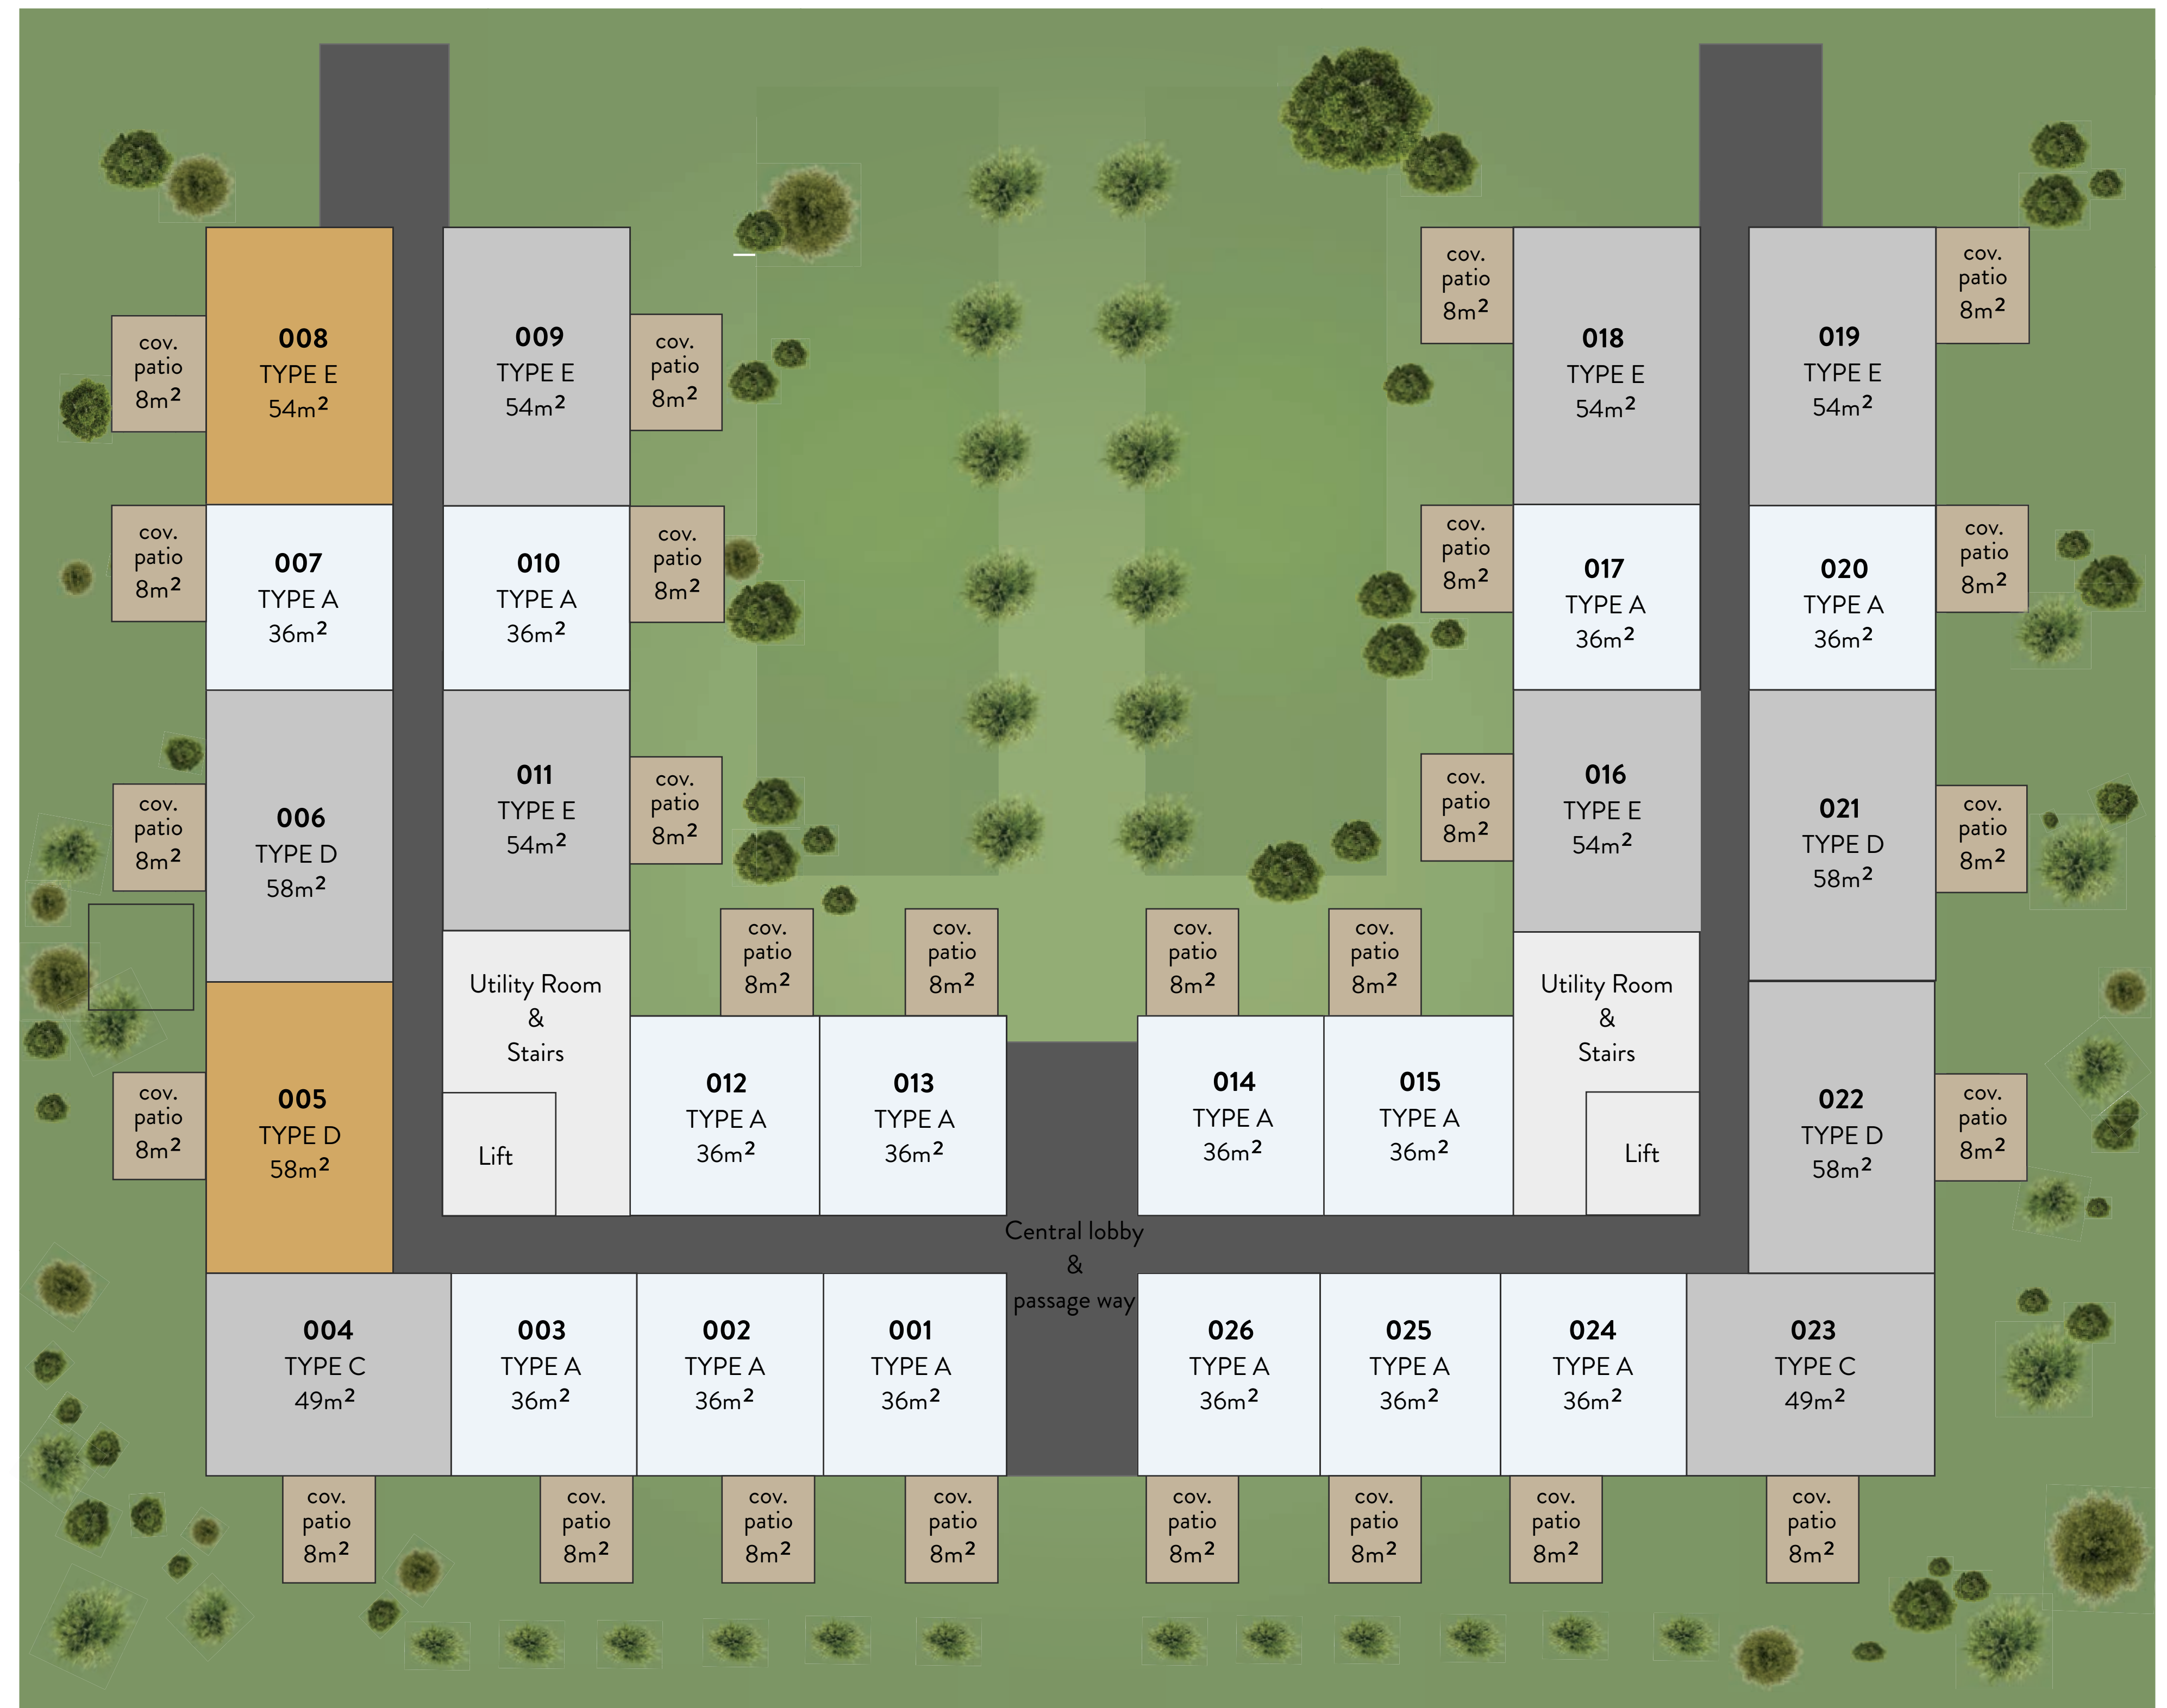 cov.
patio
8m²
008
TYPE E
54m²
009
TYPE E
54m²
cov.
patio
8m²
cov.
patio
8m²
018
TYPE E
54m²
019
TYPE E
54m²
cov.
patio
8m²
cov.
patio
8m²
007
TYPE A
36m²
010
TYPE A
36m²
cov.
patio
8m²
cov.
patio
8m²
017
TYPE A
36m²
020
TYPE A
36m²
cov.
patio
8m²
cov.
patio
8m²
006
TYPE D
58m²
011
TYPE E
54m²
cov.
patio
8m²
cov.
patio
8m²
016
TYPE E
54m²
021
TYPE D
58m²
cov.
patio
8m²
Utility Room
&
Stairs
Lift
cov.
patio
8m²
cov.
patio
8m²
cov.
patio
8m²
cov.
patio
8m²
Utility Room
&
Stairs
Lift
cov.
patio
8m²
005
TYPE D
58m²
012
TYPE A
36m²
013
TYPE A
36m²
014
TYPE A
36m²
015
TYPE A
36m²
022
TYPE D
58m²
cov.
patio
8m²
Central lobby
&
passage way
004
TYPE C
49m²
003
TYPE A
36m²
002
TYPE A
36m²
001
TYPE A
36m²
026
TYPE A
36m²
025
TYPE A
36m²
024
TYPE A
36m²
023
TYPE C
49m²
cov.
patio
8m²
cov.
patio
8m²
cov.
patio
8m²
cov.
patio
8m²
cov.
patio
8m²
cov.
patio
8m²
cov.
patio
8m²
cov.
patio
8m²